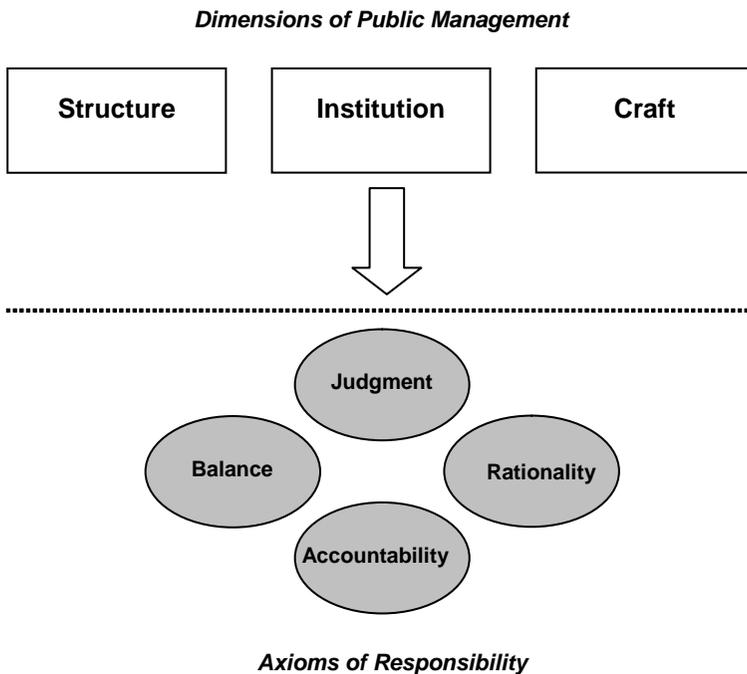 Dimensions of Public Management
Structure
Institution
Craft
Judgment
Balance
Rationality
Accountability
Axioms of Responsibility